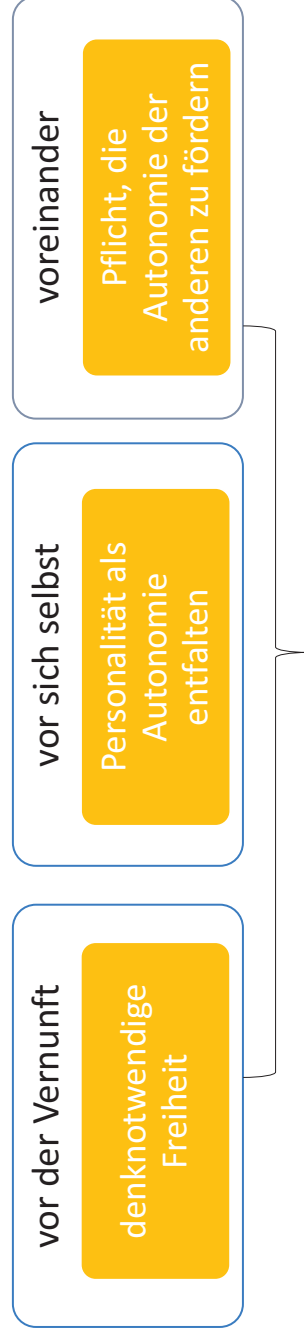 vor der Vernunft
denknotwendige
Freiheit
vor sich selbst
Personalität als
Autonomie
entfalten
voreinander
Pflicht, die
Autonomie der
anderen zu fördern